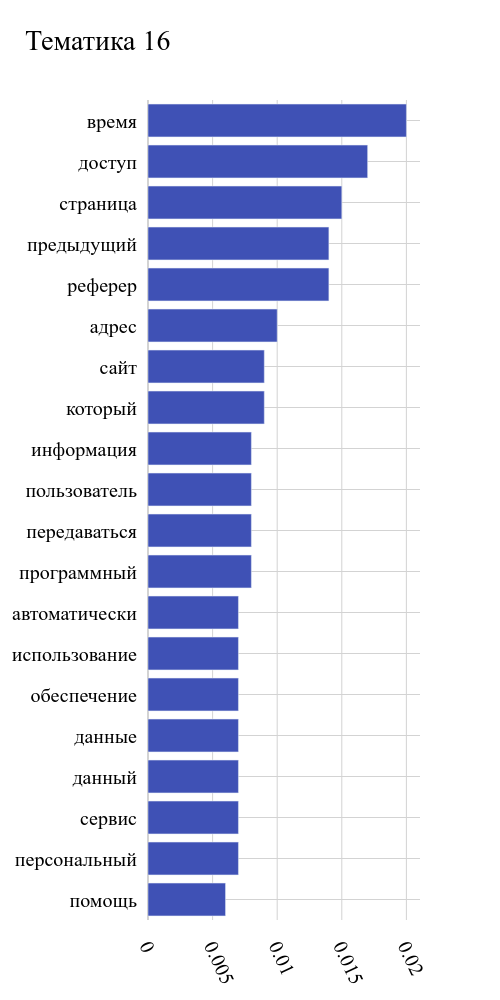 Тематика 16
время
доступ
страница
предыдущий
реферер
адрес
сайт
который
информация
пользователь
передаваться
программный
автоматически
использование
обеспечение
данные
данный
сервис
персональный
помощь
0
0.005
0.01
0.015
0.02